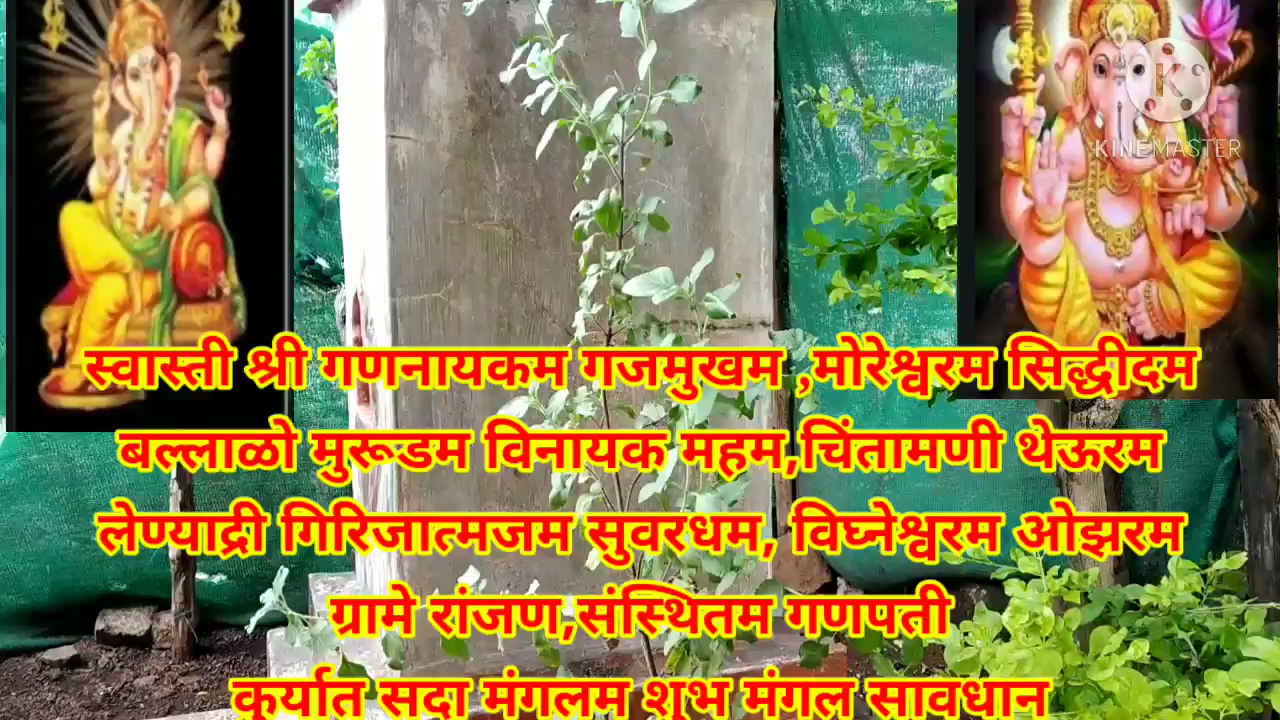 K
KINEMASTER
स्वास्ती श्री गणनायकम गजमुखम ,मोरेश्वरम सिद्धीदम
बल्लाळो मुरूडम विनायक महम,चिंतामणी थेऊरम
लेण्याद्री गिरिजात्मजम सुवरधम, विघ्नेश्वरम ओझरम
ग्रामे रांजण,संस्थितम गणपती
कुर्यात सदा मंगलम शुभ मंगल सावधान